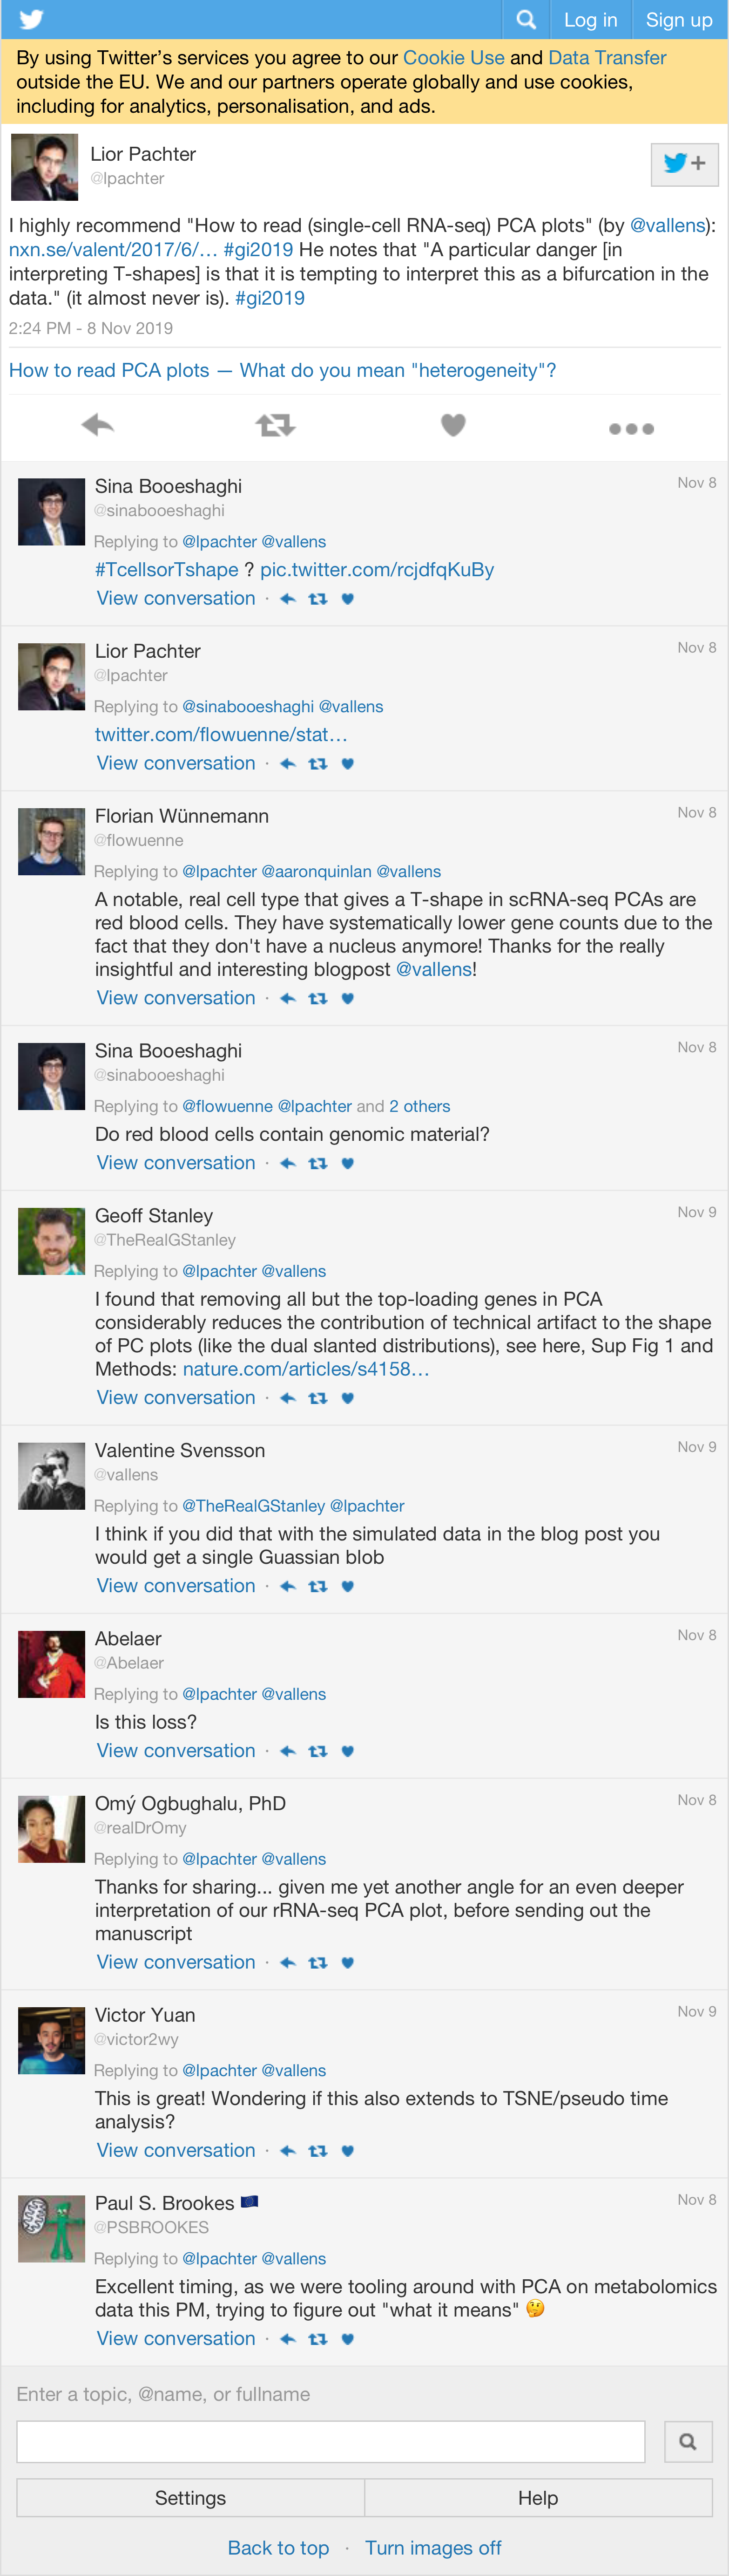 Log in
Sign up
By using Twitter’s services you agree to our Cookie Use and Data Transfer
outside the EU. We and our partners operate globally and use cookies,
including for analytics, personalisation, and ads.
Lior Pachter
@lpachter
I highly recommend "How to read (single-cell RNA-seq) PCA plots" (by @vallens):
nxn.se/valent/2017/6/… #gi2019 He notes that "A particular danger [in
interpreting T-shapes] is that it is tempting to interpret this as a bifurcation in the
data." (it almost never is). #gi2019
2:24 PM - 8 Nov 2019
How to read PCA plots — What do you mean "heterogeneity"?
Sina Booeshaghi
Nov 8
@sinabooeshaghi
Replying to @lpachter @vallens
#TcellsorTshape ? pic.twitter.com/rcjdfqKuBy
View conversation ·
Lior Pachter
Nov 8
@lpachter
Replying to @sinabooeshaghi @vallens
twitter.com/flowuenne/stat…
View conversation ·
Florian Wünnemann
Nov 8
@flowuenne
Replying to @lpachter @aaronquinlan @vallens
A notable, real cell type that gives a T-shape in scRNA-seq PCAs are
red blood cells. They have systematically lower gene counts due to the
fact that they don't have a nucleus anymore! Thanks for the really
insightful and interesting blogpost @vallens!
View conversation ·
Sina Booeshaghi
Nov 8
@sinabooeshaghi
Replying to @flowuenne @lpachter and 2 others
Do red blood cells contain genomic material?
View conversation ·
Geoff Stanley
Nov 9
@TheRealGStanley
Replying to @lpachter @vallens
I found that removing all but the top-loading genes in PCA
considerably reduces the contribution of technical artifact to the shape
of PC plots (like the dual slanted distributions), see here, Sup Fig 1 and
Methods: nature.com/articles/s4158…
View conversation ·
Valentine Svensson
Nov 9
@vallens
Replying to @TheRealGStanley @lpachter
I think if you did that with the simulated data in the blog post you
would get a single Guassian blob
View conversation ·
Abelaer
Nov 8
@Abelaer
Replying to @lpachter @vallens
Is this loss?
View conversation ·
Omý Ogbughalu, PhD
Nov 8
@realDrOmy
Replying to @lpachter @vallens
Thanks for sharing... given me yet another angle for an even deeper
interpretation of our rRNA-seq PCA plot, before sending out the
manuscript
View conversation ·
Victor Yuan
Nov 9
@victor2wy
Replying to @lpachter @vallens
This is great! Wondering if this also extends to TSNE/pseudo time
analysis?
View conversation ·
Paul S. Brookes 🇪🇺
Nov 8
@PSBROOKES
Replying to @lpachter @vallens
Excellent timing, as we were tooling around with PCA on metabolomics
data this PM, trying to figure out "what it means" 🤔
View conversation ·
Enter a topic, @name, or fullname
Settings
Help
Back to top · Turn images off